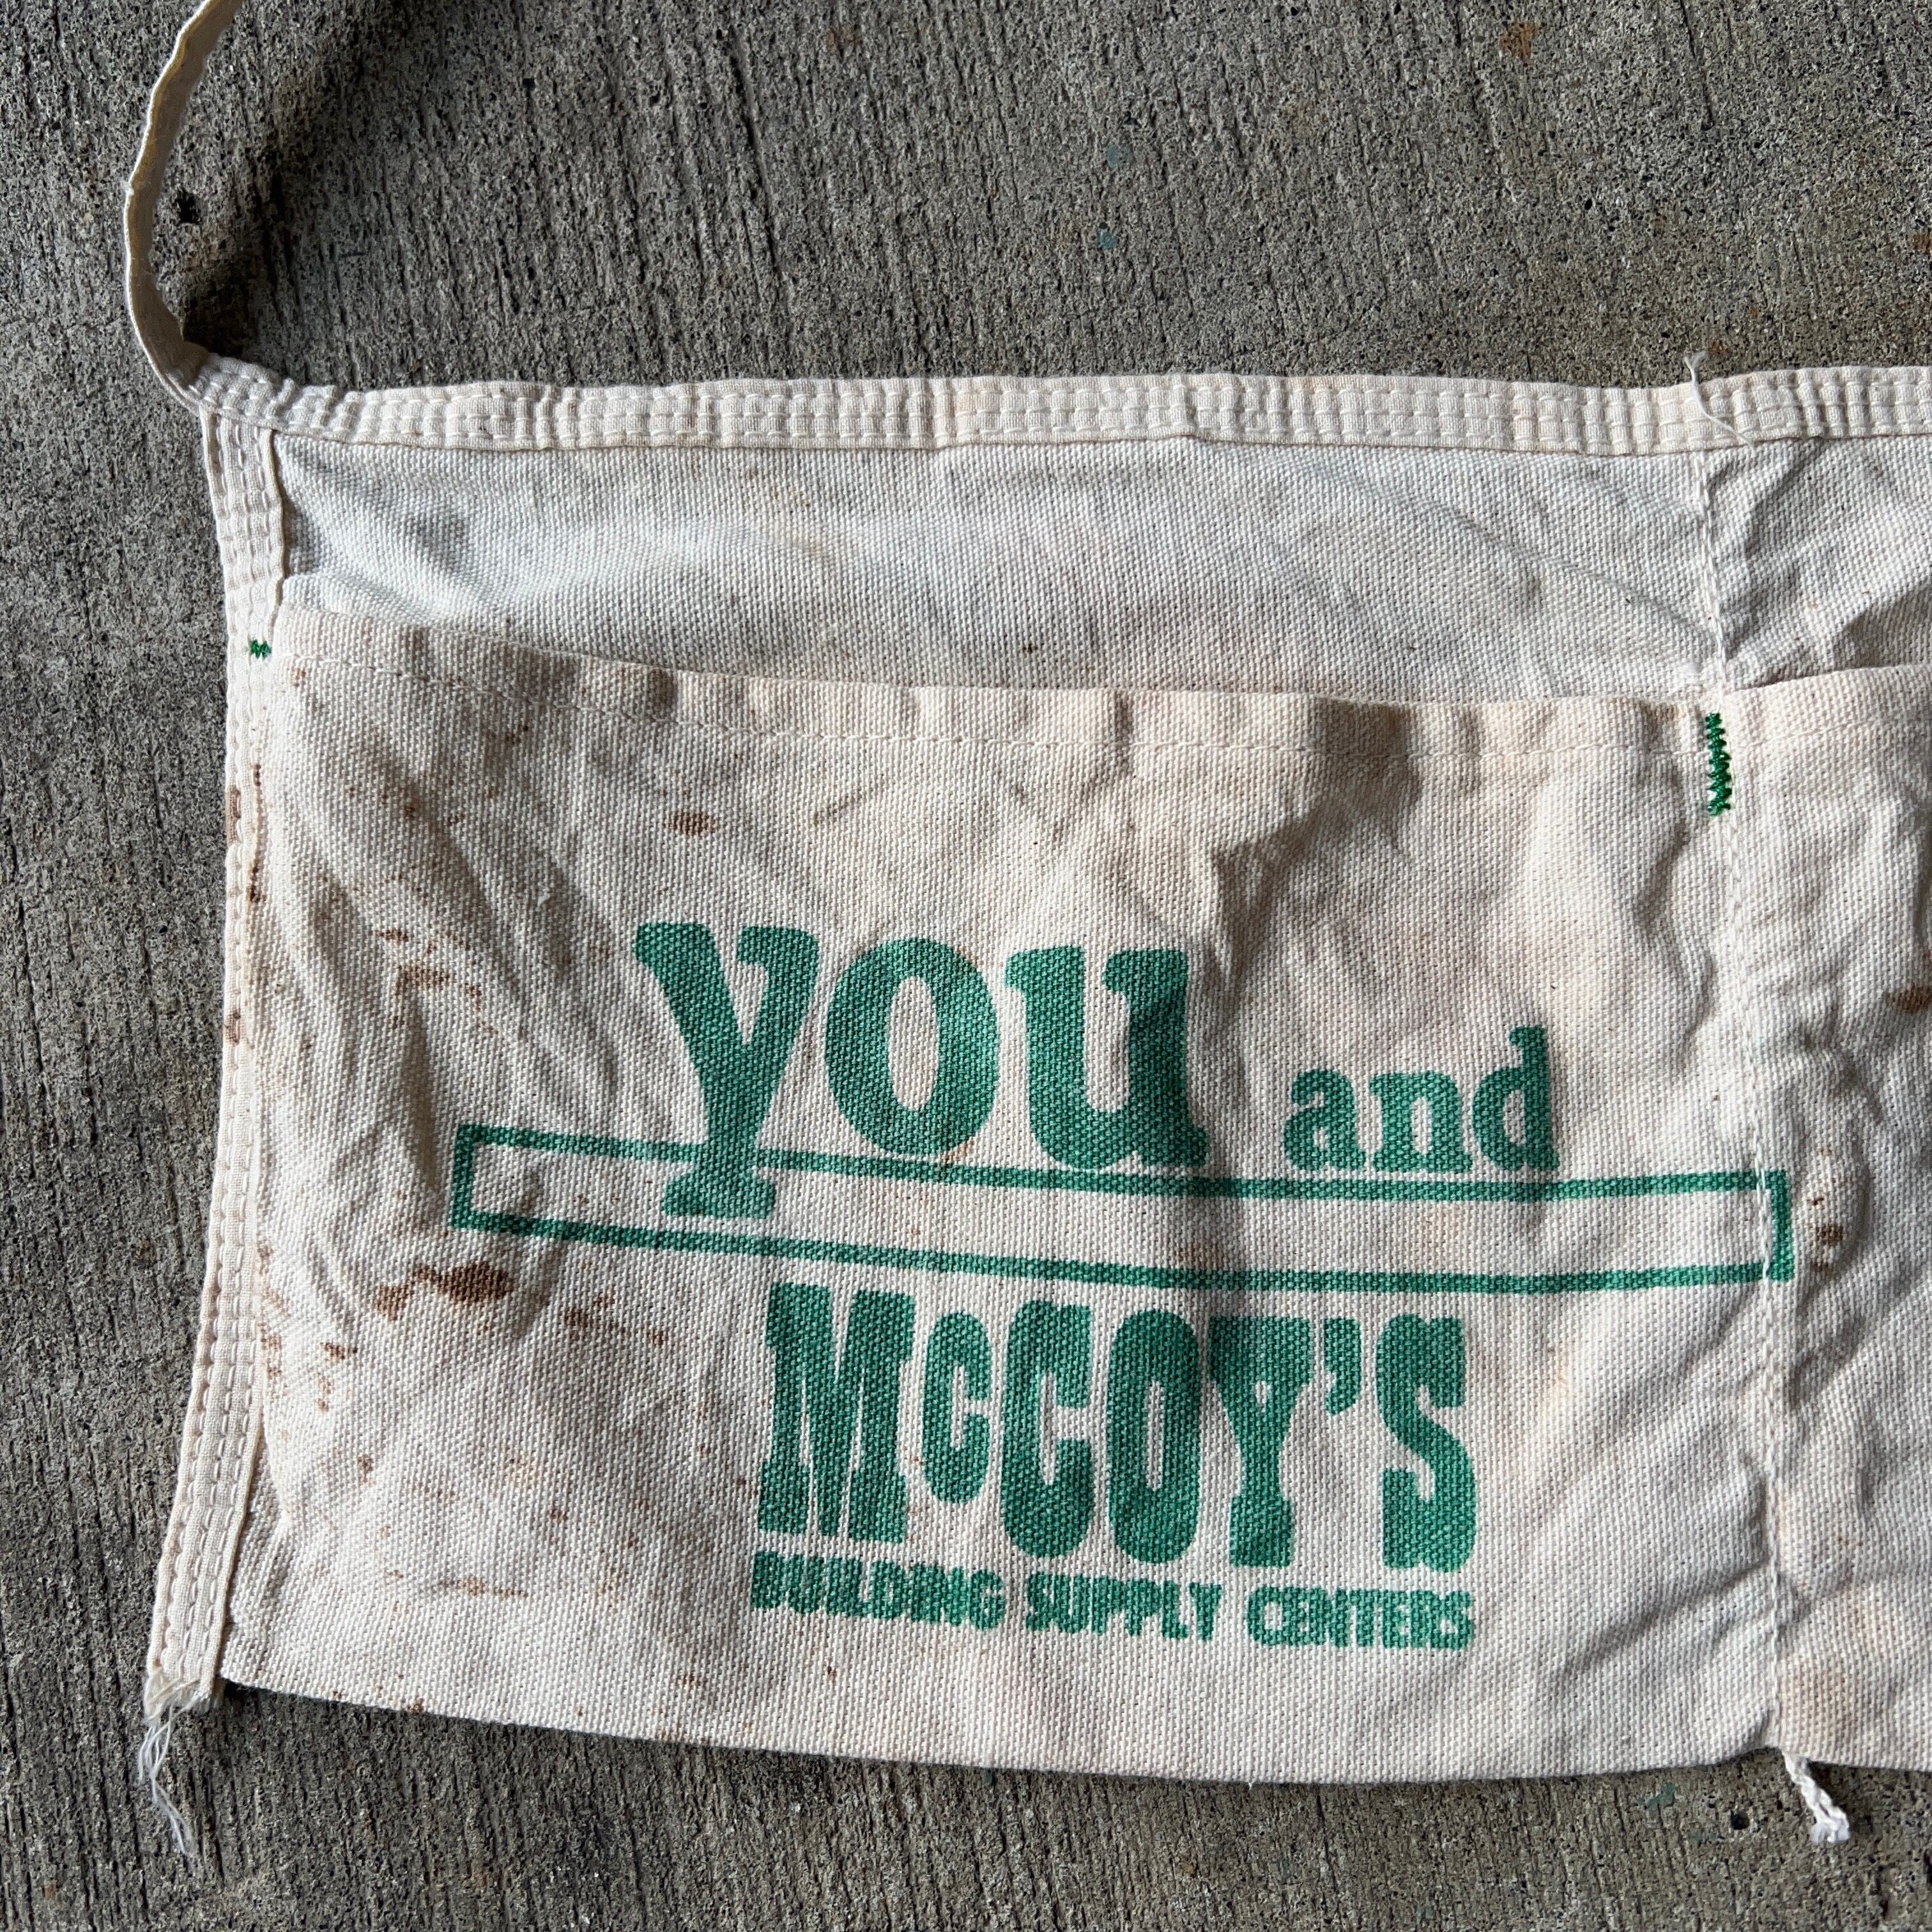 you and
McCOY'S
BUILDING SUPPLY CENTERS